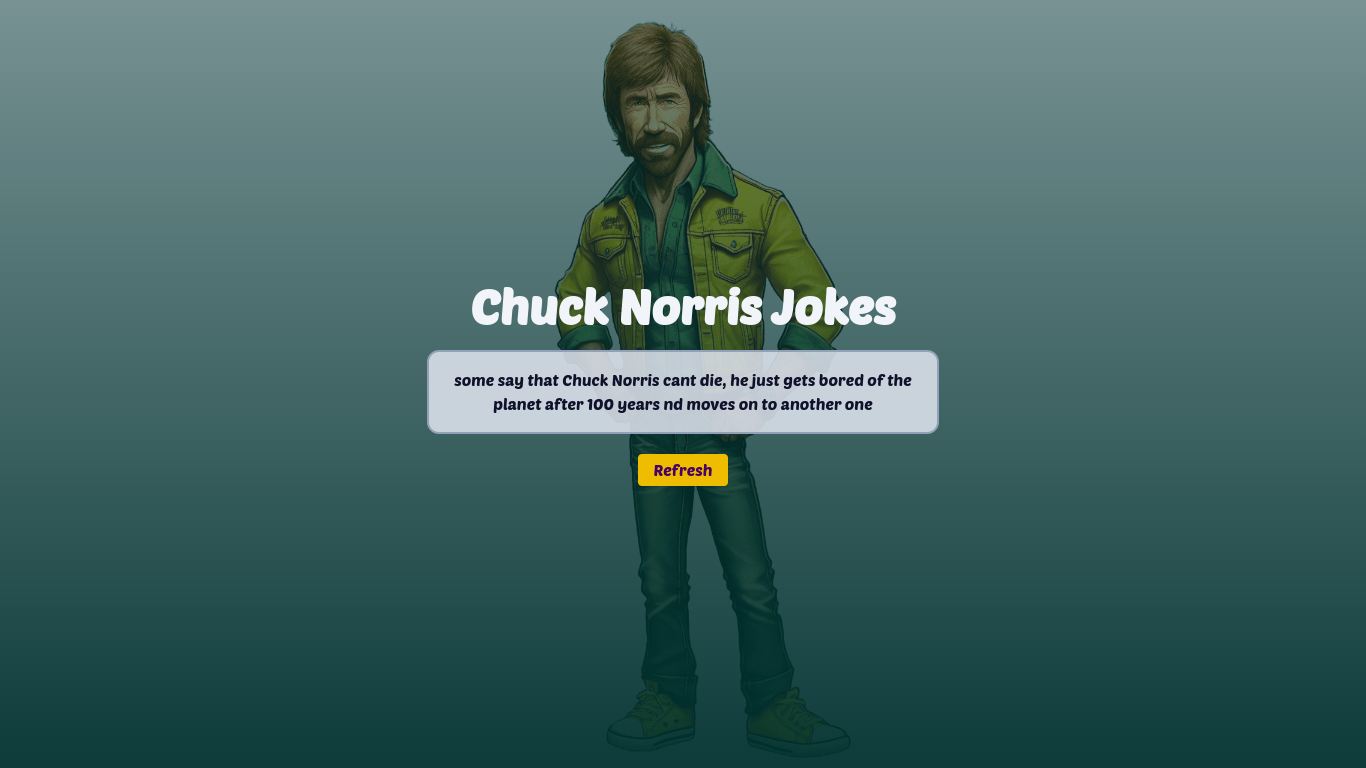 Chuck Norris Jokes
some say that Chuck Norris cant die, he just gets bored of the
planet after 100 years nd moves on to another one
Refresh